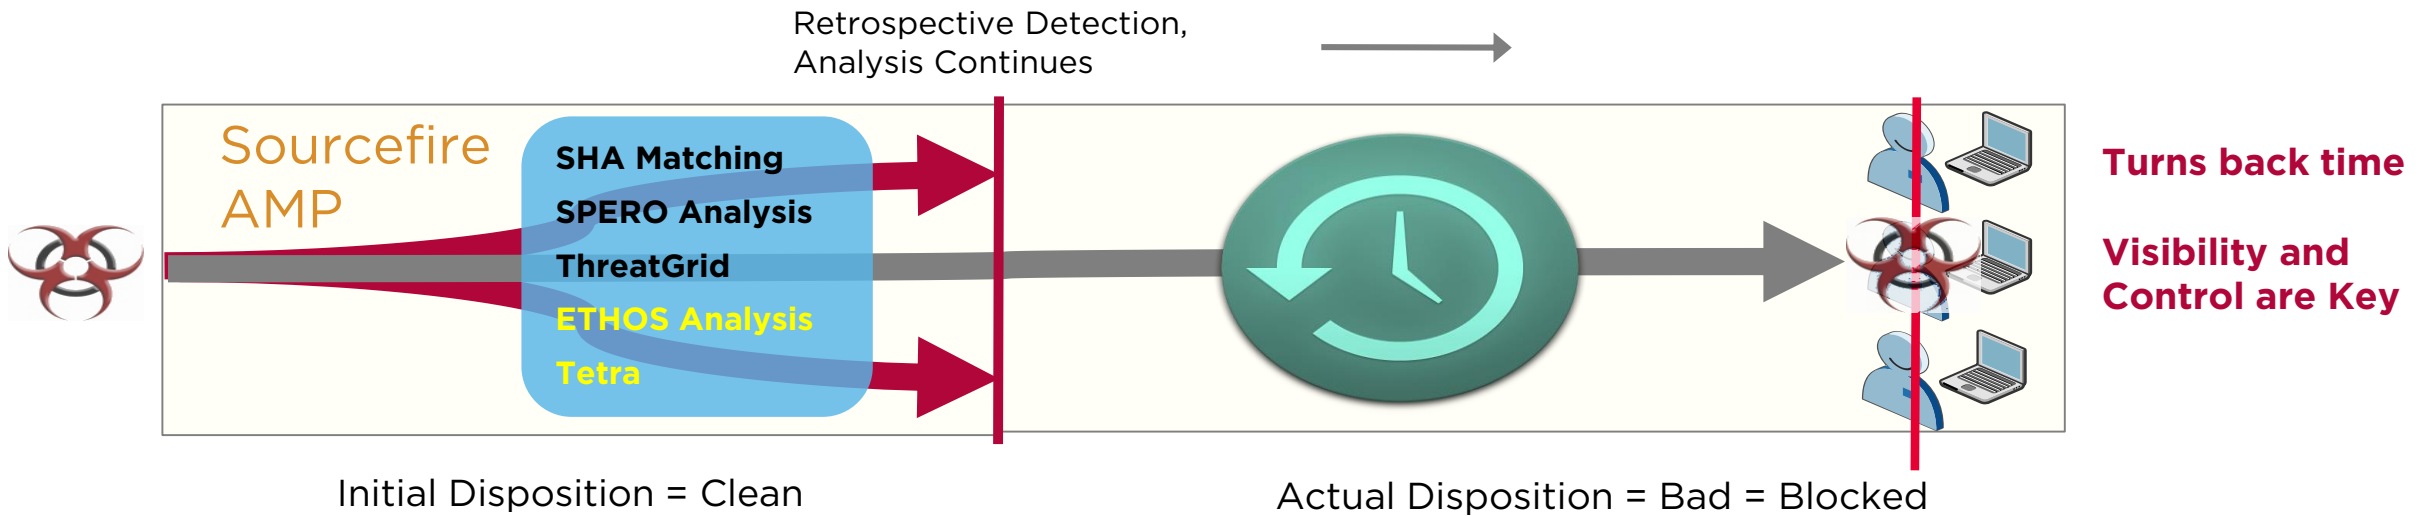 Retrospective Detection,
Analysis Continues
Sourcefire
AMP
SHA Matching
SPERO Analysis
ThreatGrid
ETHOS Analysis
Tetra
Turns back time
Visibility and
Control are Key
Initial Disposition = Clean
Actual Disposition = Bad = Blocked